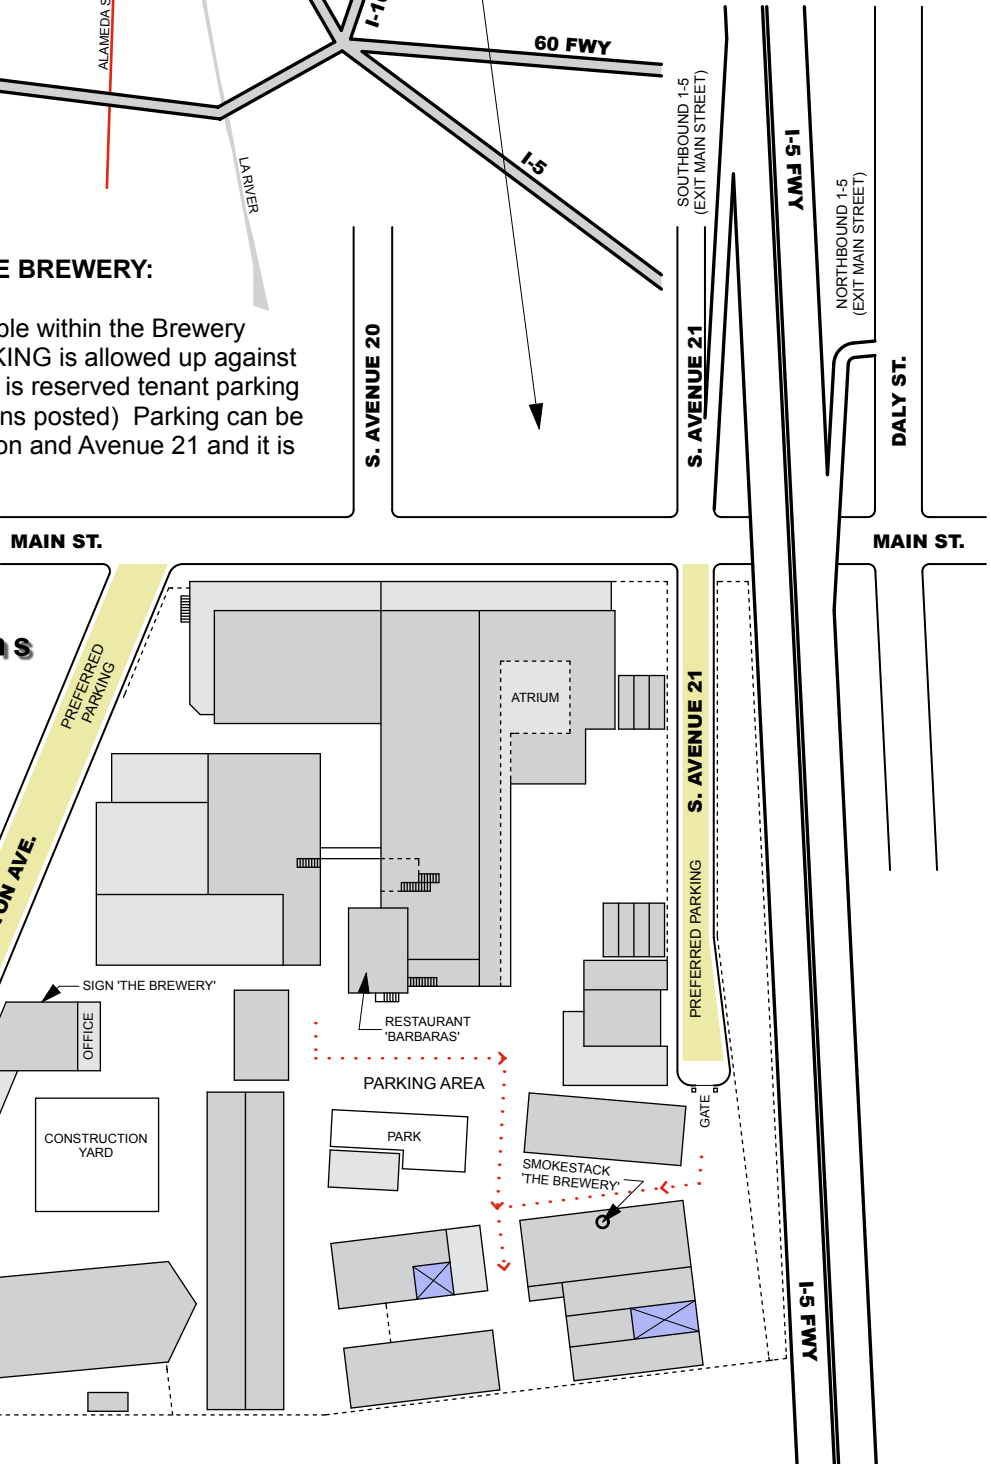 ALAMEDA S
I-10
60 FWY
I-5
LA RIVER
SOUTHBOUND 1-5
(EXIT MAIN STREET)
I-5 FWY
NORTHBOUND 1-5
(EXIT MAIN STREET)
E BREWERY:
ble within the Brewery
KING is allowed up against
is reserved tenant parking
ns posted)  Parking can be
on and Avenue 21 and it is
S. AVENUE 20
S. AVENUE 21
DALY ST.
MAIN ST.
MAIN ST.
ns
PREFERRED
PARKING
ATRIUM
S. AVENUE 21
PREFERRED PARKING
TON AVE.
SIGN 'THE BREWERY'
OFFICE
RESTAURANT
'BARBARAS'
PARKING AREA
GATE
CONSTRUCTION
YARD
PARK
SMOKESTACK
'THE BREWERY'
I-5 FWY